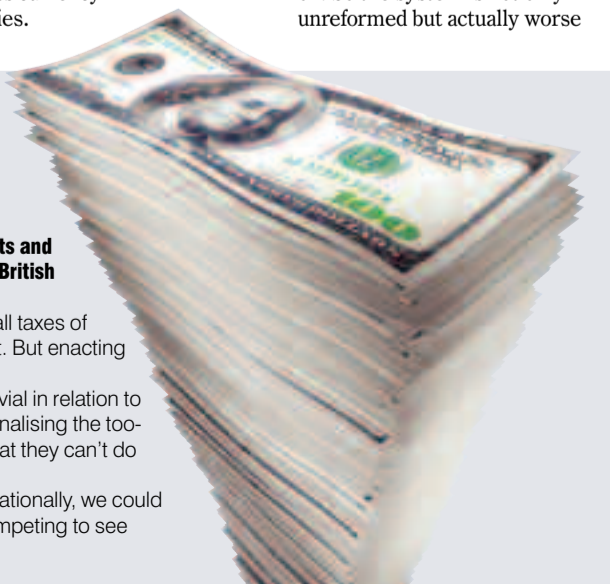 ies.
unreformed but actually worse
100
ts and
British
all taxes of
t. But enacting
vial in relation to
nalising the too-
at they can't do
ationally, we could
mpeting to see